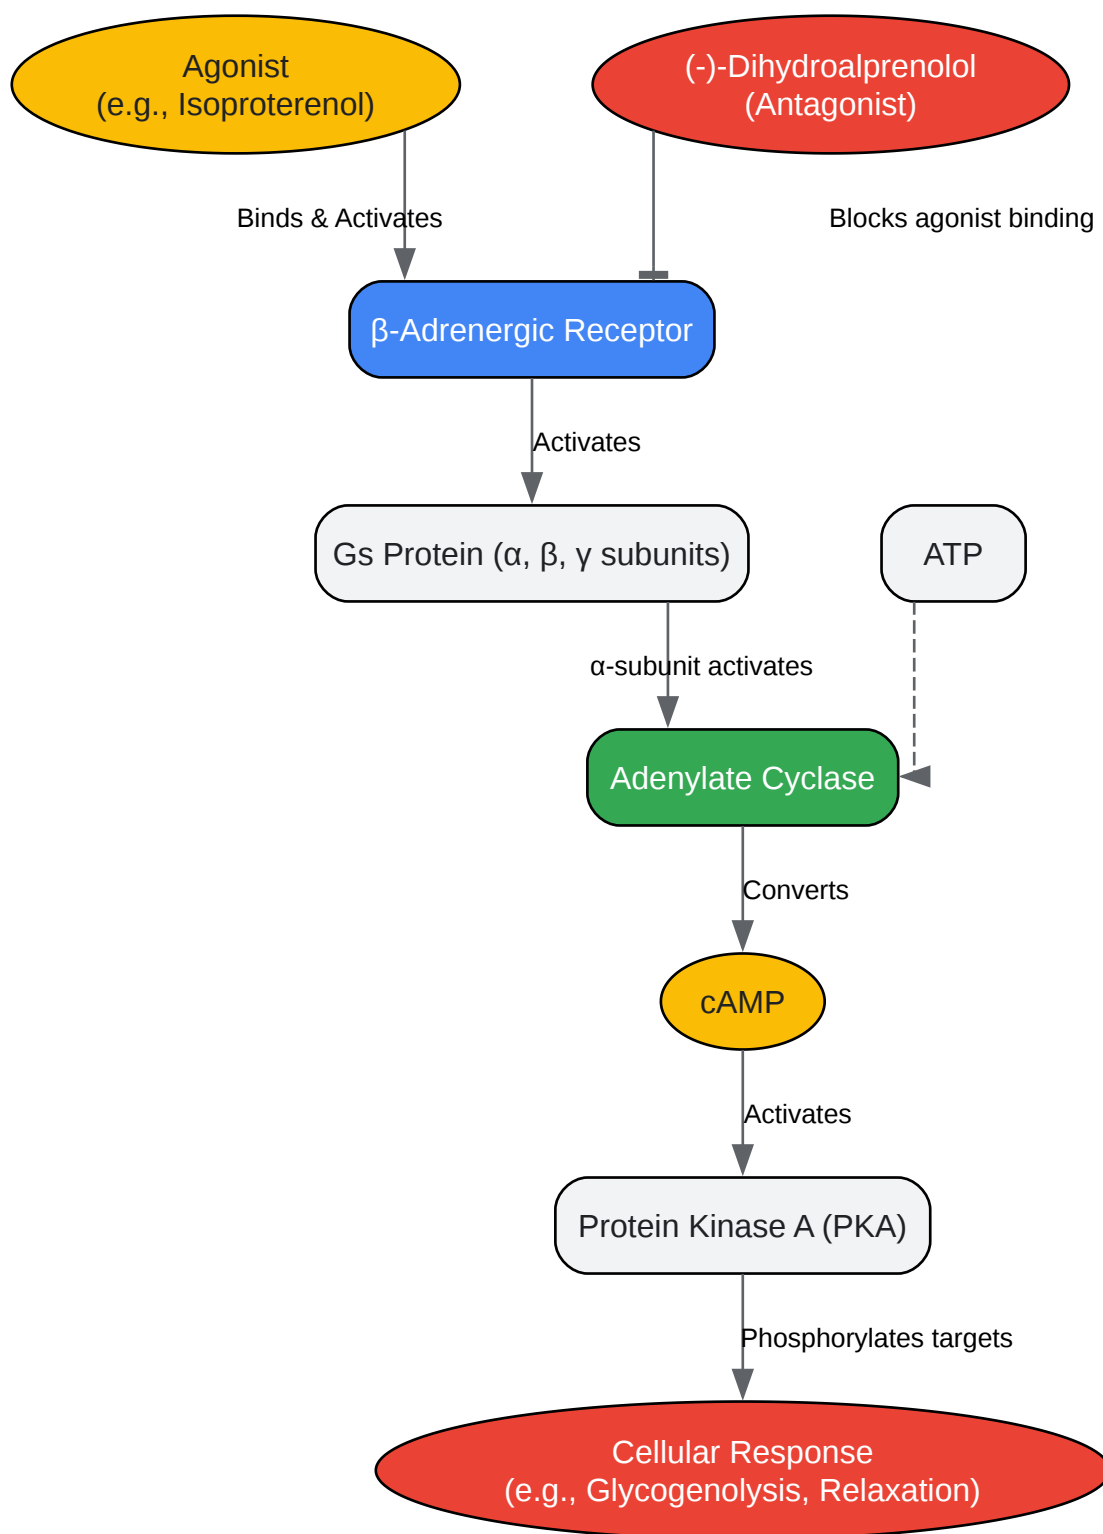 Agonist
(e.g., Isoproterenol)
(-)-Dihydroalprenolol
(Antagonist)
Binds & Activates
Blocks agonist binding
β-Adrenergic Receptor
Activates
Gs Protein (α, β, γ subunits)
ATP
α-subunit activates
Adenylate Cyclase
Converts
cAMP
Activates
Protein Kinase A (PKA)
Phosphorylates targets
Cellular Response
(e.g., Glycogenolysis, Relaxation)